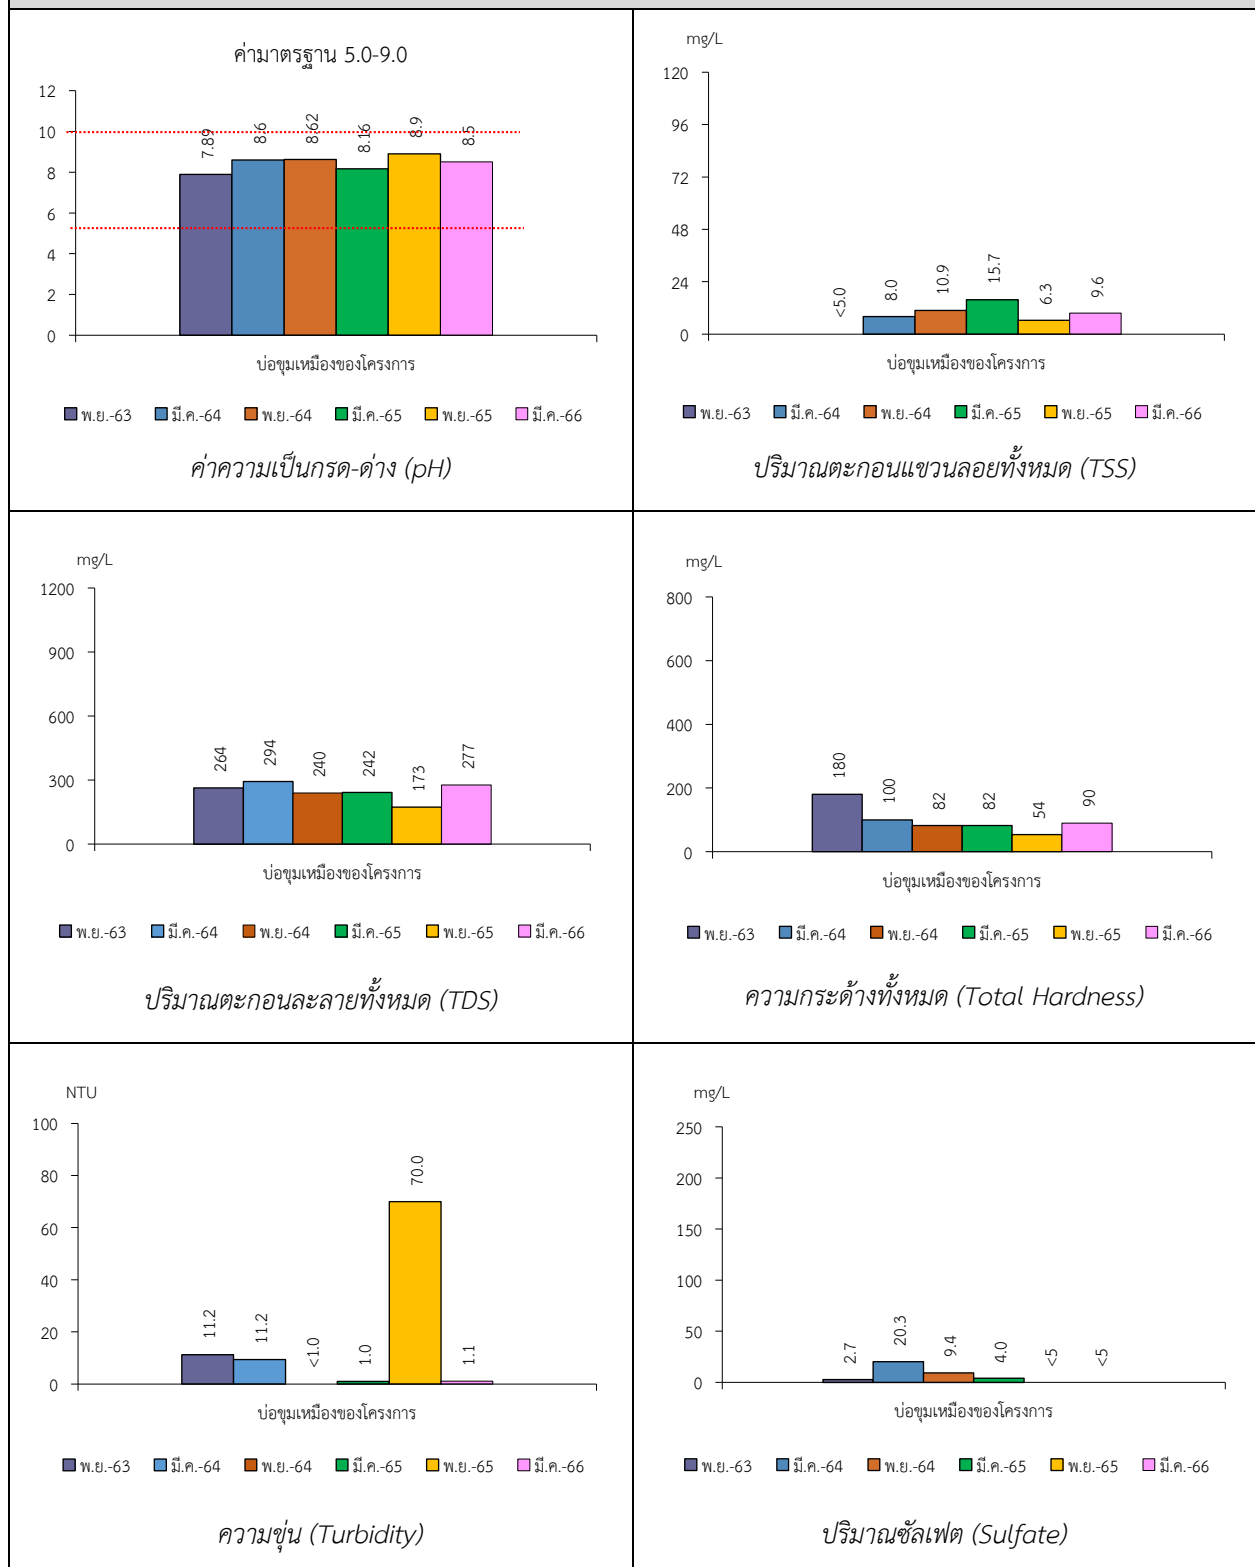 ค่ามาตรฐาน 5.0-9.0
12
10
8
6
4
2
0
7.89
8.6
8.62
8.16
8.9
8.5
บ่อขุมเหมืองของโครงการ
พ.ย.-63 มี.ค.-64 พ.ย.-64 มี.ค.-65 พ.ย.-65 มี.ค.-66
ค่าความเป็นกรด-ด่าง (pH)
mg/L
120
96
72
48
24
0
<5.0
8.0
10.9
15.7
6.3
9.6
บ่อขุมเหมืองของโครงการ
พ.ย.-63 มี.ค.-64 พ.ย.-64 มี.ค.-65 พ.ย.-65 มี.ค.-66
ปริมาณตะกอนแขวนลอยทั้งหมด (TSS)
mg/L
1200
900
600
300
0
264
294
240
242
173
277
บ่อขุมเหมืองของโครงการ
พ.ย.-63 มี.ค.-64 พ.ย.-64 มี.ค.-65 พ.ย.-65 มี.ค.-66
ปริมาณตะกอนละลายทั้งหมด (TDS)
mg/L
800
600
400
200
0
180
100
82
82
54
90
บ่อขุมเหมืองของโครงการ
พ.ย.-63 มี.ค.-64 พ.ย.-64 มี.ค.-65 พ.ย.-65 มี.ค.-66
ความกระด้างทั้งหมด (Total Hardness)
NTU
100
80
60
40
20
0
11.2
11.2
<1.0
1.0
70.0
1.1
บ่อขุมเหมืองของโครงการ
พ.ย.-63 มี.ค.-64 พ.ย.-64 มี.ค.-65 พ.ย.-65 มี.ค.-66
ความขุ่น (Turbidity)
mg/L
250
200
150
100
50
0
2.7
20.3
9.4
4.0
<5
<5
บ่อขุมเหมืองของโครงการ
พ.ย.-63 มี.ค.-64 พ.ย.-64 มี.ค.-65 พ.ย.-65 มี.ค.-66
ปริมาณซัลเฟต (Sulfate)